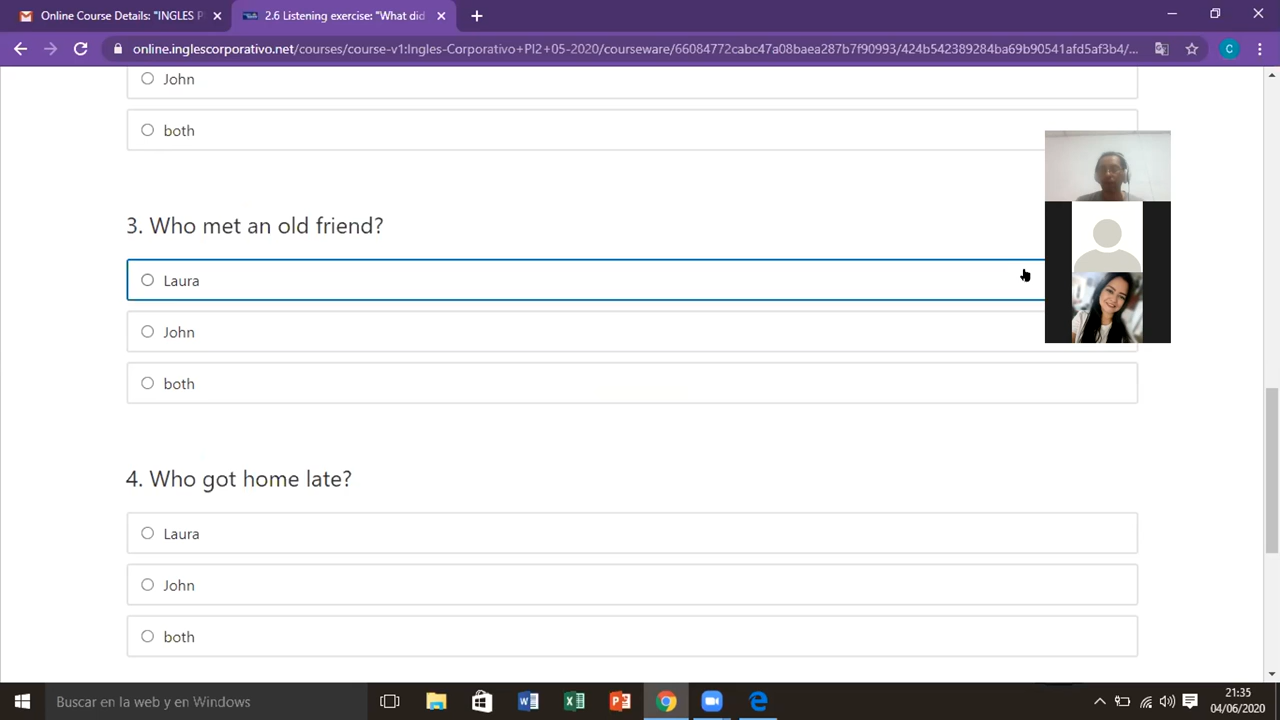 Online Course Details: "INGLES P
2.6 Listening exercise: "What did
online.inglescorporativo.net/courses/course-v1:Ingles-Corporativo+PI2+05-2020/courseware/66084772cabc47a08baea287b7f90993/424b542389284ba69b90541afd5af3b4/...
C
John
both
3. Who met an old friend?
Laura
John
both
4. Who got home late?
Laura
John
both
Buscar en la web y en Windows
21:35
04/06/2020